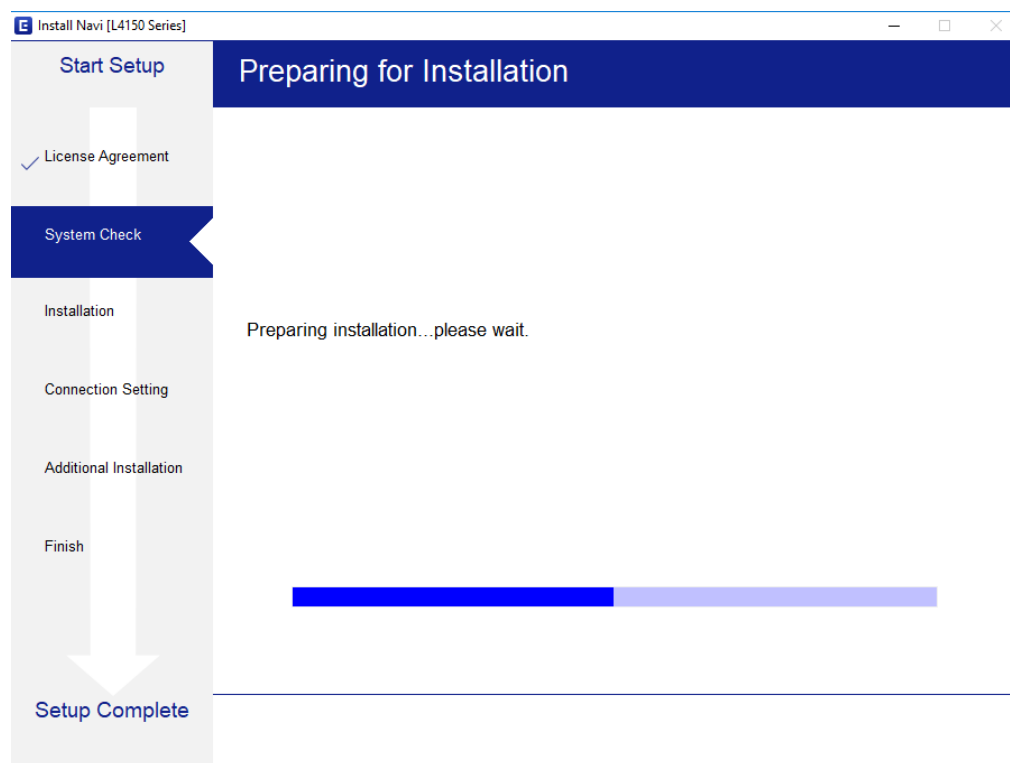 Install Navi [L4150 Series]
Start Setup
Preparing for Installation
License Agreement
System Check
Installation
Preparing installation...please wait.
Connection Setting
Additional Installation
Finish
Setup Complete